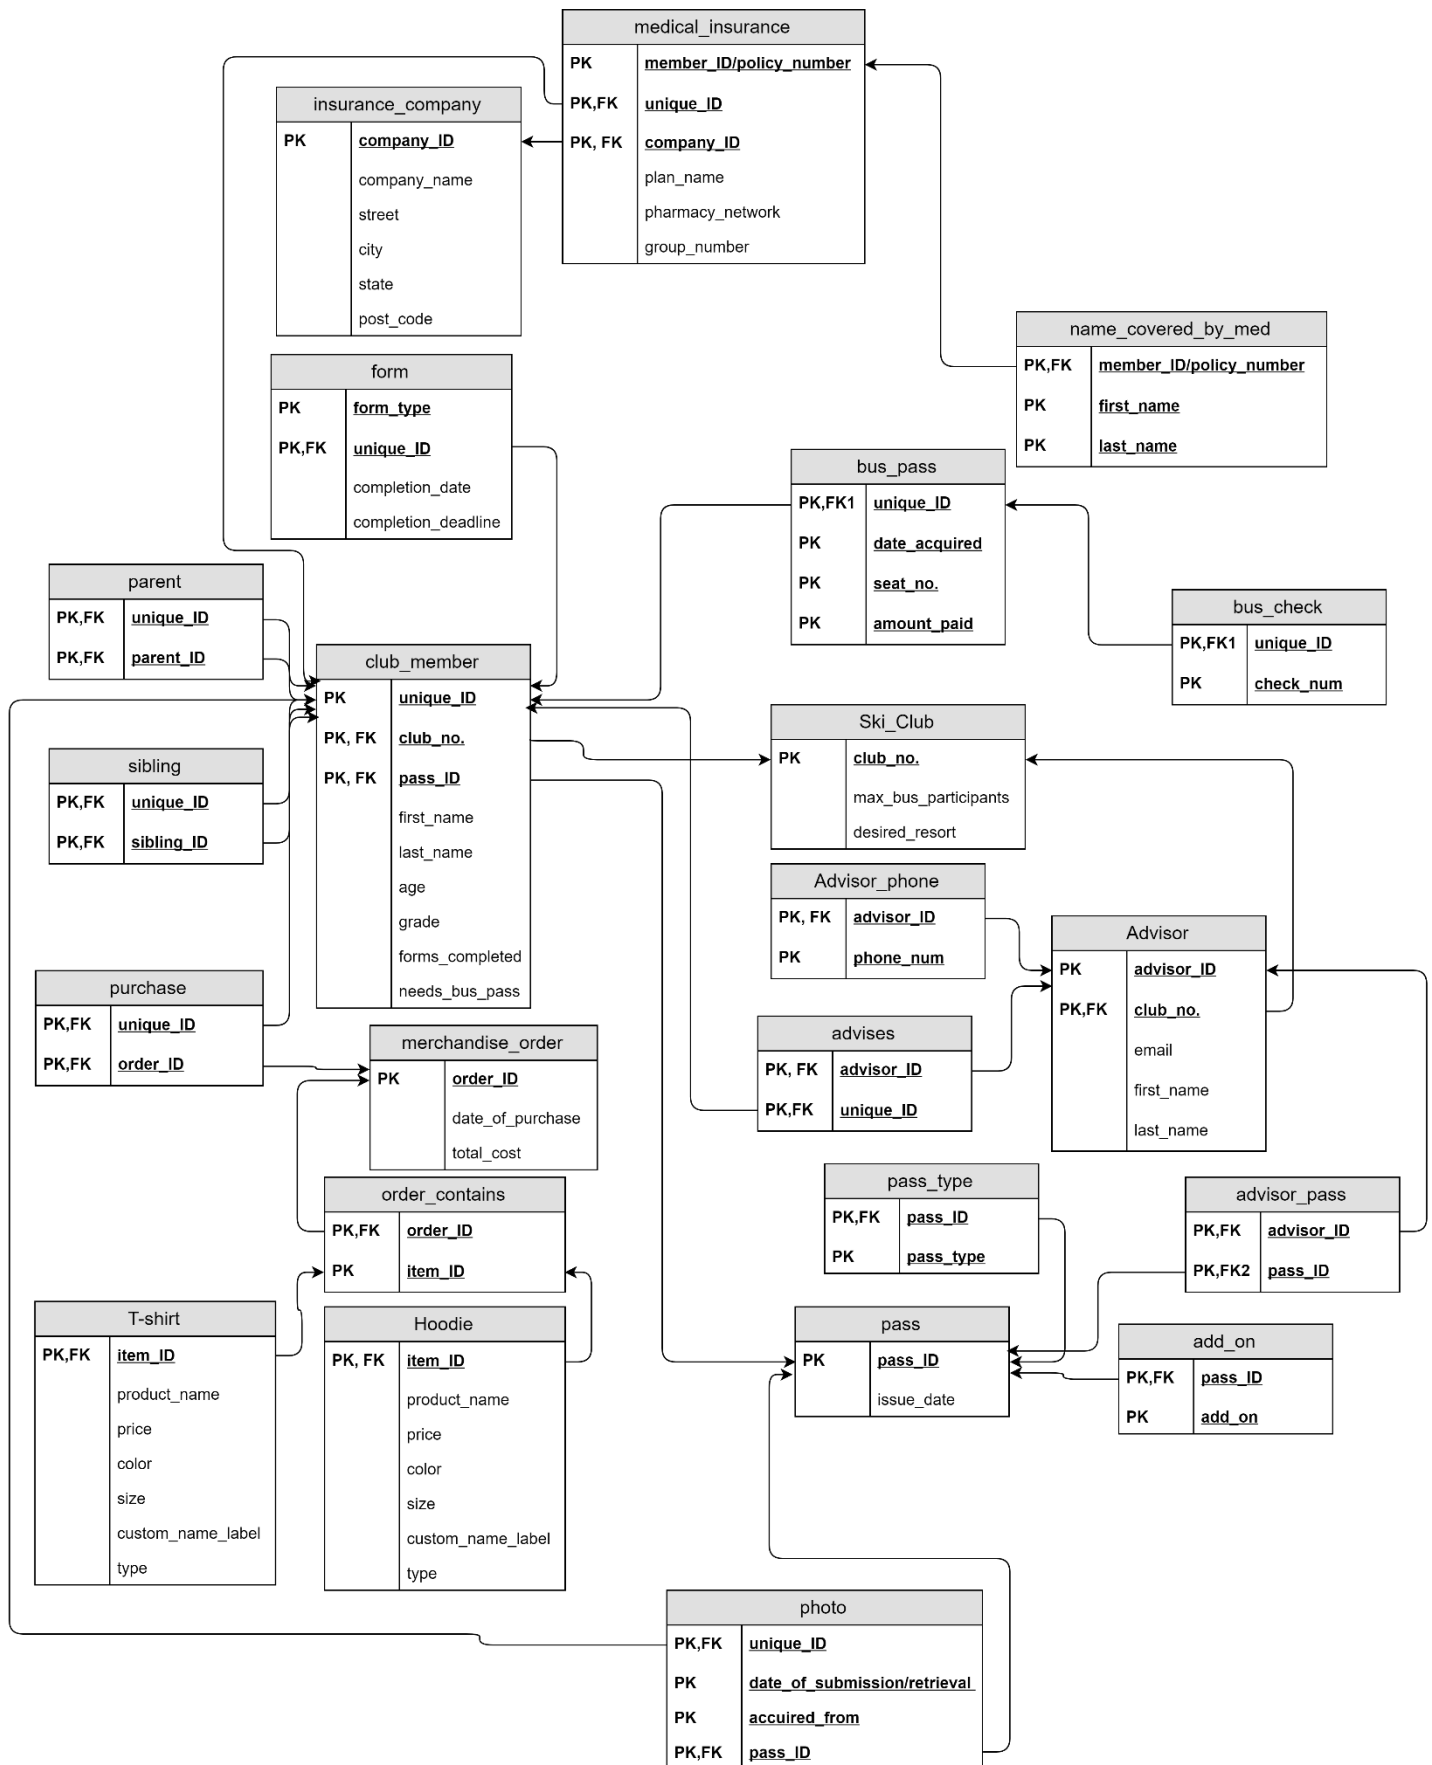 medical_insurance
PK member_ID/policy_number
PK,FK unique_ID
PK, FK company_ID
plan_name
pharmacy_network
group_number
insurance_company
PK company_ID
company_name
street
city
state
post_code
name_covered_by_med
PK,FK member_ID/policy_number
PK first_name
PK last_name
form
PK form_type
PK,FK unique_ID
completion_date
completion_deadline
bus_pass
PK,FK1 unique_ID
PK date_acquired
PK seat_no.
PK amount_paid
parent
PK,FK unique_ID
PK,FK parent_ID
bus_check
PK,FK1 unique_ID
PK check_num
club_member
PK unique_ID
PK, FK club_no.
PK, FK pass_ID
first_name
last_name
age
grade
forms_completed
needs_bus_pass
Ski_Club
PK club_no.
max_bus_participants
desired_resort
sibling
PK,FK unique_ID
PK,FK sibling_ID
Advisor_phone
PK, FK advisor_ID
PK phone_num
Advisor
PK advisor_ID
PK,FK club_no.
email
first_name
last_name
purchase
PK,FK unique_ID
PK,FK order_ID
merchandise_order
PK order_ID
date_of_purchase
total_cost
advises
PK, FK advisor_ID
PK,FK unique_ID
order_contains
PK,FK order_ID
PK item_ID
pass_type
PK,FK pass_ID
PK pass_type
advisor_pass
PK,FK advisor_ID
PK,FK2 pass_ID
T-shirt
PK,FK item_ID
product_name
price
color
size
custom_name_label
type
Hoodie
PK, FK item_ID
product_name
price
color
size
custom_name_label
type
pass
PK pass_ID
issue_date
add_on
PK,FK pass_ID
PK add_on
photo
PK,FK unique_ID
PK date_of_submission/retrieval
PK accuired_from
PK,FK pass_ID